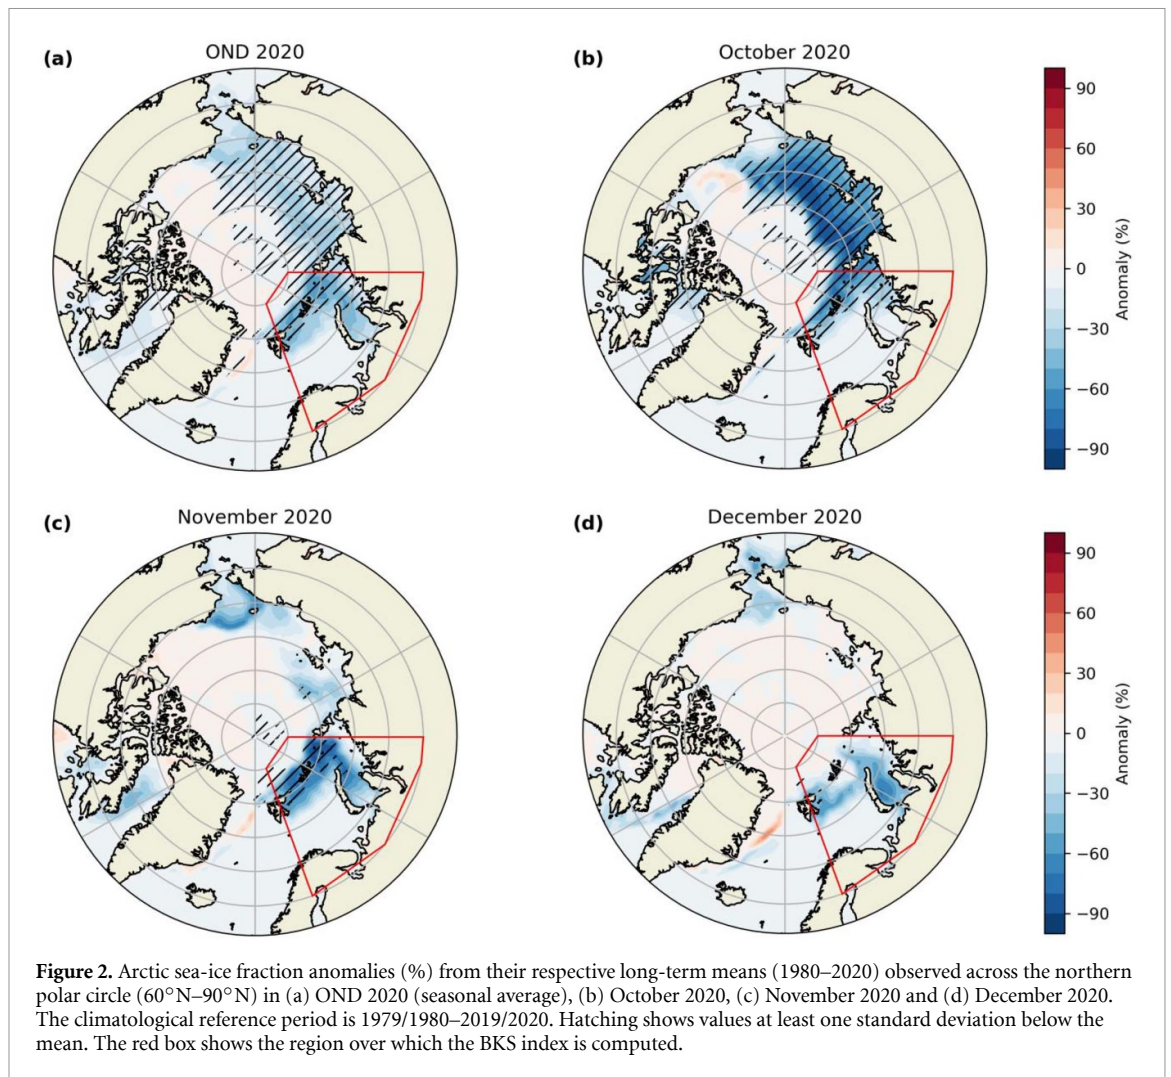 (a)
OND 2020
(b)
October 2020
90
60
30
0
−30
−60
−90
Anomaly (%)
(c)
November 2020
(d)
December 2020
90
60
30
0
−30
−60
−90
Anomaly (%)
Figure 2. Arctic sea-ice fraction anomalies (%) from their respective long-term means (1980–2020) observed across the northern
polar circle (60°N–90°N) in (a) OND 2020 (seasonal average), (b) October 2020, (c) November 2020 and (d) December 2020.
The climatological reference period is 1979/1980–2019/2020. Hatching shows values at least one standard deviation below the
mean. The red box shows the region over which the BKS index is computed.